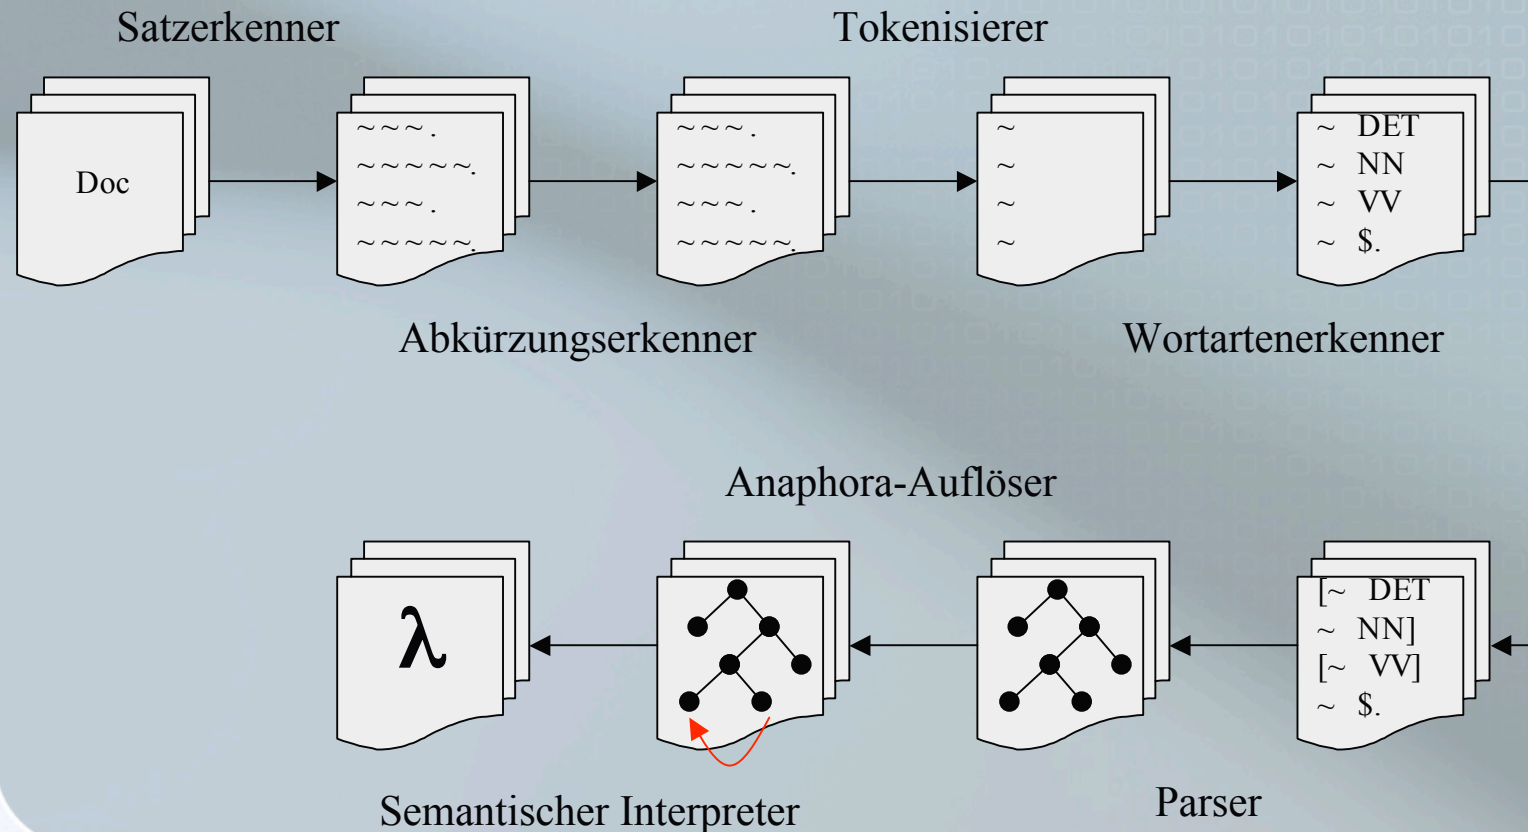 Satzerkenner
Tokenisierer
Doc
~~~.
~~~~~.
~~~.
~~~~~.
~~~.
~~~~~.
~~~.
~~~~~.
~
~
~
~
~ DET
~ NN
~ VV
~ $.
Abkürzungserkenner
Wortartenerkenner
Anaphora-Auflöser
λ
[~ DET
~ NN]
[~ VV]
~ $.
Semantischer Interpreter
Parser